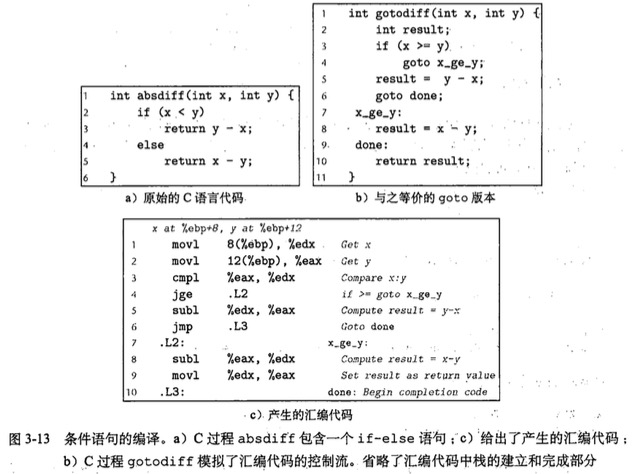 1 int absdiff(int x, int y) {
2 if (x < y)
3 return y - x;
4 else
5 return x - y;
6 }
a）原始的 C 语言代码
1 int gotodiff(int x, int y) {
2 int result;
3 if (x >= y)
4 goto x_ge_y;
5 result = y - x;
6 goto done;
7 x_ge_y:
8 result = x - y;
9 done:
10 return result;
11 }
b）与之等价的 goto 版本
x at %ebp+8, y at %ebp+12
1 movl 8(%ebp), %edx Get x
2 movl 12(%ebp), %eax Get y
3 cmpl %eax, %edx Compare x:y
4 jge .L2 if >= goto x_ge_y
5 subl %edx, %eax Compute result = y-x
6 jmp .L3 Goto done
7 .L2: x_ge_y:
8 subl %eax, %edx Compute result = x-y
9 movl %edx, %eax Set result as return value
10 .L3: done: Begin completion code
c）产生的汇编代码
图 3-13 条件语句的编译。a）C 过程 absdiff 包含一个 if-else 语句；c）给出了产生的汇编代码；
b）C 过程 gotodiff 模拟了汇编代码的控制流。省略了汇编代码中栈的建立和完成部分